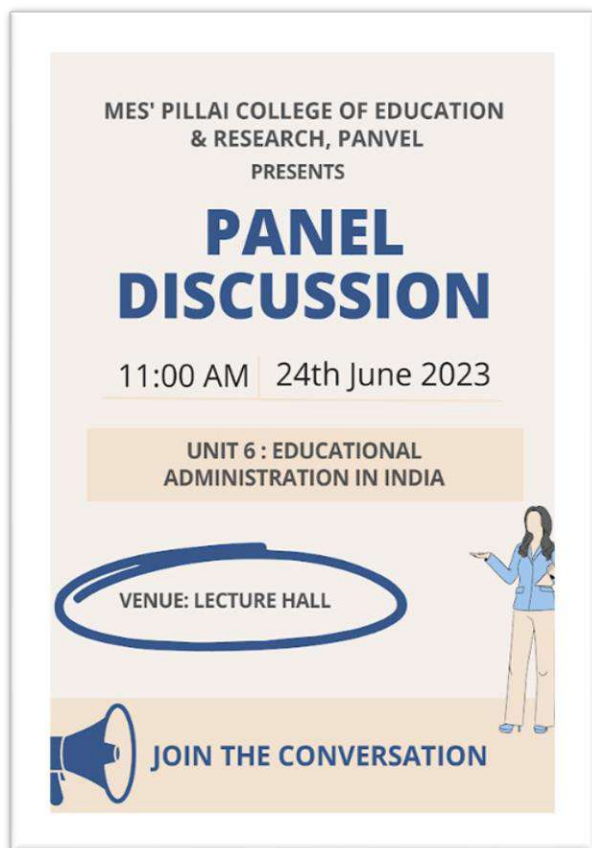 MES' PILLAI COLLEGE OF EDUCATION
& RESEARCH, PANVEL
PRESENTS
PANEL
DISCUSSION
11:00 AM 24th June 2023
UNIT 6 : EDUCATIONAL
ADMINISTRATION IN INDIA
VENUE: LECTURE HALL
JOIN THE CONVERSATION